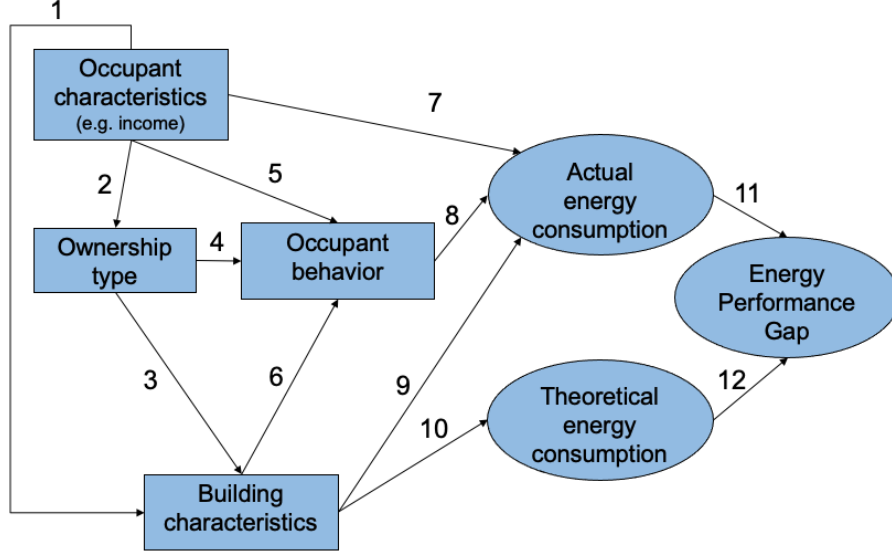 1
Occupant
characteristics
(e.g. income)
7
2
5
Actual
energy
consumption
11
Ownership
type
4
Occupant
behavior
8
Energy
Performance
Gap
3
6
9
10
Theoretical
energy
consumption
12
Building
characteristics